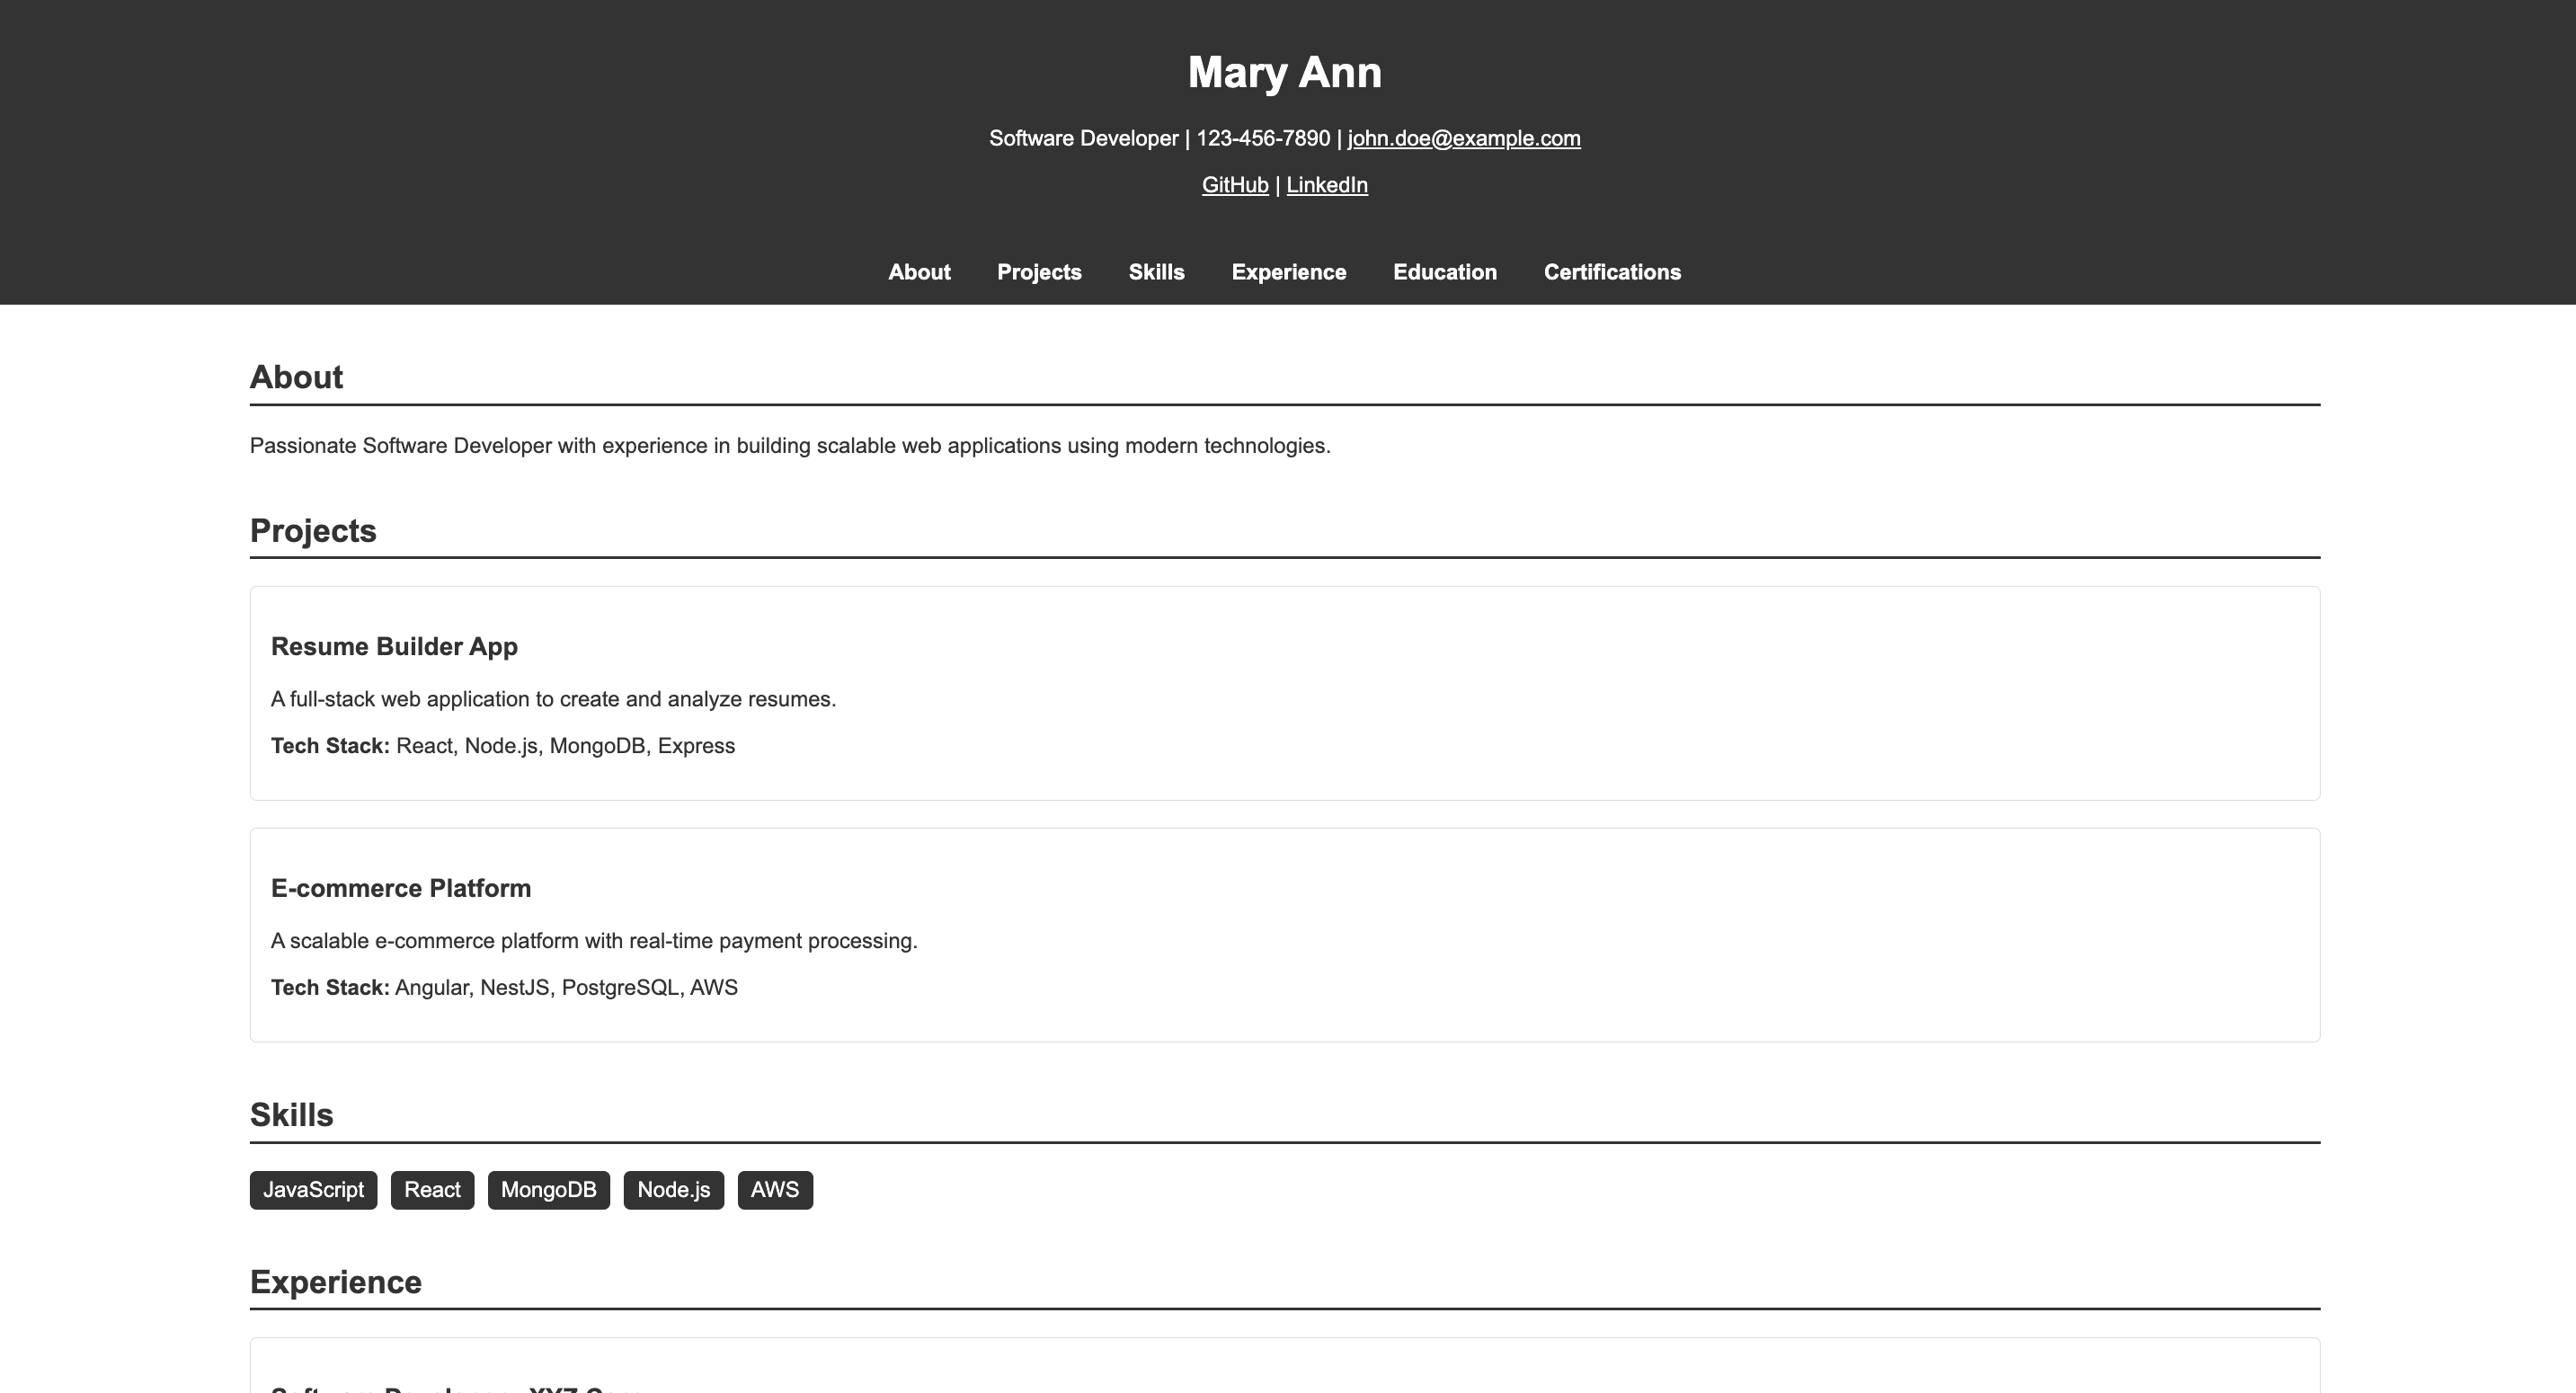 Mary Ann
Software Developer | 123-456-7890 | john.doe@example.com
GitHub | LinkedIn
About Projects Skills Experience Education Certifications
About
Passionate Software Developer with experience in building scalable web applications using modern technologies.
Projects
Resume Builder App
A full-stack web application to create and analyze resumes.
Tech Stack: React, Node.js, MongoDB, Express
E-commerce Platform
A scalable e-commerce platform with real-time payment processing.
Tech Stack: Angular, NestJS, PostgreSQL, AWS
Skills
JavaScript React MongoDB Node.js AWS
Experience